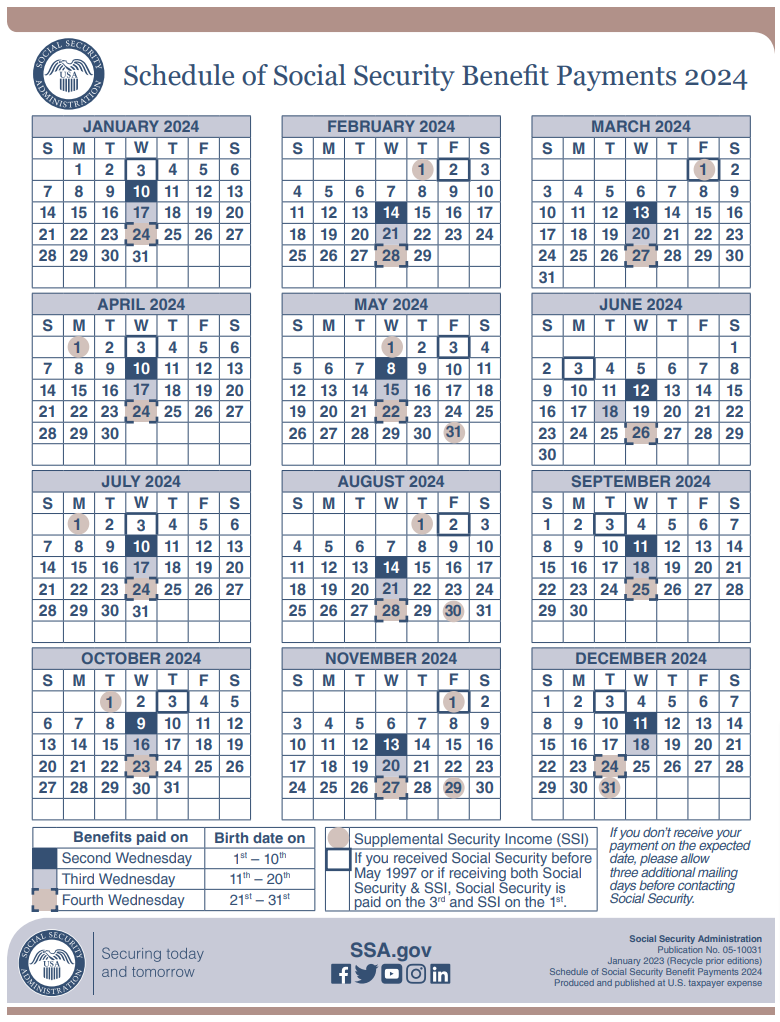 SOCIAL SECURITY
USA
ADMINISTRATION
Schedule of Social Security Benefit Payments 2024
JANUARY 2024
S M T W T F S
1 2 3 4 5 6
7 8 9 10 11 12 13
14 15 16 17 18 19 20
21 22 23 24 25 26 27
28 29 30 31
FEBRUARY 2024
S M T W T F S
1 2 3
4 5 6 7 8 9 10
11 12 13 14 15 16 17
18 19 20 21 22 23 24
25 26 27 28 29
MARCH 2024
S M T W T F S
1 2
3 4 5 6 7 8 9
10 11 12 13 14 15 16
17 18 19 20 21 22 23
24 25 26 27 28 29 30
31
APRIL 2024
S M T W T F S
1 2 3 4 5 6
7 8 9 10 11 12 13
14 15 16 17 18 19 20
21 22 23 24 25 26 27
28 29 30
MAY 2024
S M T W T F S
1 2 3 4
5 6 7 8 9 10 11
12 13 14 15 16 17 18
19 20 21 22 23 24 25
26 27 28 29 30 31
JUNE 2024
S M T W T F S
1
2 3 4 5 6 7 8
9 10 11 12 13 14 15
16 17 18 19 20 21 22
23 24 25 26 27 28 29
30
JULY 2024
S M T W T F S
1 2 3 4 5 6
7 8 9 10 11 12 13
14 15 16 17 18 19 20
21 22 23 24 25 26 27
28 29 30 31
AUGUST 2024
S M T W T F S
1 2 3
4 5 6 7 8 9 10
11 12 13 14 15 16 17
18 19 20 21 22 23 24
25 26 27 28 29 30 31
SEPTEMBER 2024
S M T W T F S
1 2 3 4 5 6 7
8 9 10 11 12 13 14
15 16 17 18 19 20 21
22 23 24 25 26 27 28
29 30
OCTOBER 2024
S M T W T F S
1 2 3 4 5
6 7 8 9 10 11 12
13 14 15 16 17 18 19
20 21 22 23 24 25 26
27 28 29 30 31
NOVEMBER 2024
S M T W T F S
1 2
3 4 5 6 7 8 9
10 11 12 13 14 15 16
17 18 19 20 21 22 23
24 25 26 27 28 29 30
DECEMBER 2024
S M T W T F S
1 2 3 4 5 6 7
8 9 10 11 12 13 14
15 16 17 18 19 20 21
22 23 24 25 26 27 28
29 30 31
Benefits paid on Birth date on
Second Wednesday 1st – 10th
Third Wednesday 11th – 20th
Fourth Wednesday 21st – 31st
Supplemental Security Income (SSI)
If you received Social Security before
May 1997 or if receiving both Social
Security & SSI, Social Security is
paid on the 3rd and SSI on the 1st.
If you don't receive your
payment on the expected
date, please allow
three additional mailing
days before contacting
Social Security.
SOCIAL SECURITY
USA
ADMINISTRATION
Securing today
and tomorrow
SSA.gov
Social Security Administration
Publication No. 05-10031
January 2023 (Recycle prior editions)
Schedule of Social Security Benefit Payments 2024
Produced and published at U.S. taxpayer expense